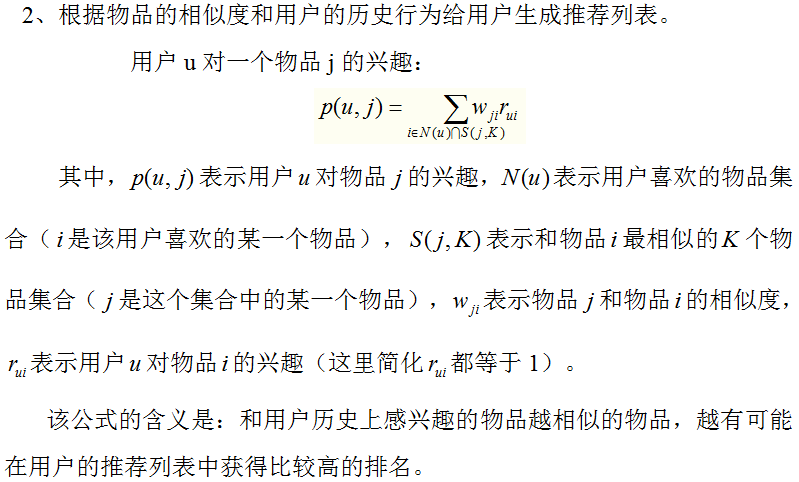 2、根据物品的相似度和用户的历史行为给用户生成推荐列表。
用户 u 对一个物品 j 的兴趣：
p(u, j) = ∑_{i∈N(u)∩S(j,K)} w_{ji} r_{ui}
其中，p(u, j) 表示用户 u 对物品 j 的兴趣，N(u) 表示用户喜欢的物品集
合（ i 是该用户喜欢的某一个物品），S(j, K) 表示和物品 i 最相似的 K 个物
品集合（ j 是这个集合中的某一个物品），w_{ji} 表示物品 j 和物品 i 的相似度，
r_{ui} 表示用户 u 对物品 i 的兴趣（这里简化 r_{ui} 都等于 1）。
该公式的含义是：和用户历史上感兴趣的物品越相似的物品，越有可能
在用户的推荐列表中获得比较高的排名。